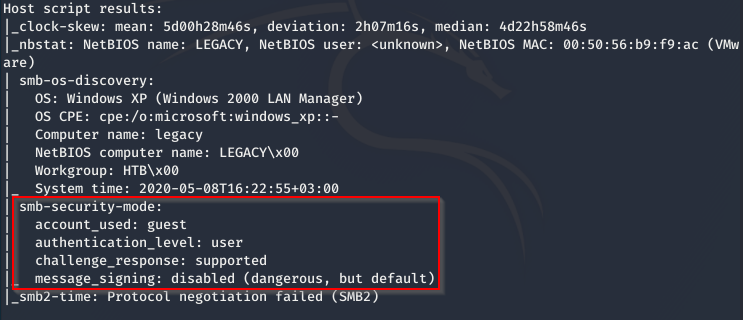 Host script results:
|_clock-skew: mean: 5d00h28m46s, deviation: 2h07m16s, median: 4d22h58m46s
|_nbstat: NetBIOS name: LEGACY, NetBIOS user: <unknown>, NetBIOS MAC: 00:50:56:b9:f9:ac (VMw
are)
| smb-os-discovery:
|   OS: Windows XP (Windows 2000 LAN Manager)
|   OS CPE: cpe:/o:microsoft:windows_xp::-
|   Computer name: legacy
|   NetBIOS computer name: LEGACY\x00
|   Workgroup: HTB\x00
|_  System time: 2020-05-08T16:22:55+03:00
| smb-security-mode:
|   account_used: guest
|   authentication_level: user
|   challenge_response: supported
|_  message_signing: disabled (dangerous, but default)
|_smb2-time: Protocol negotiation failed (SMB2)